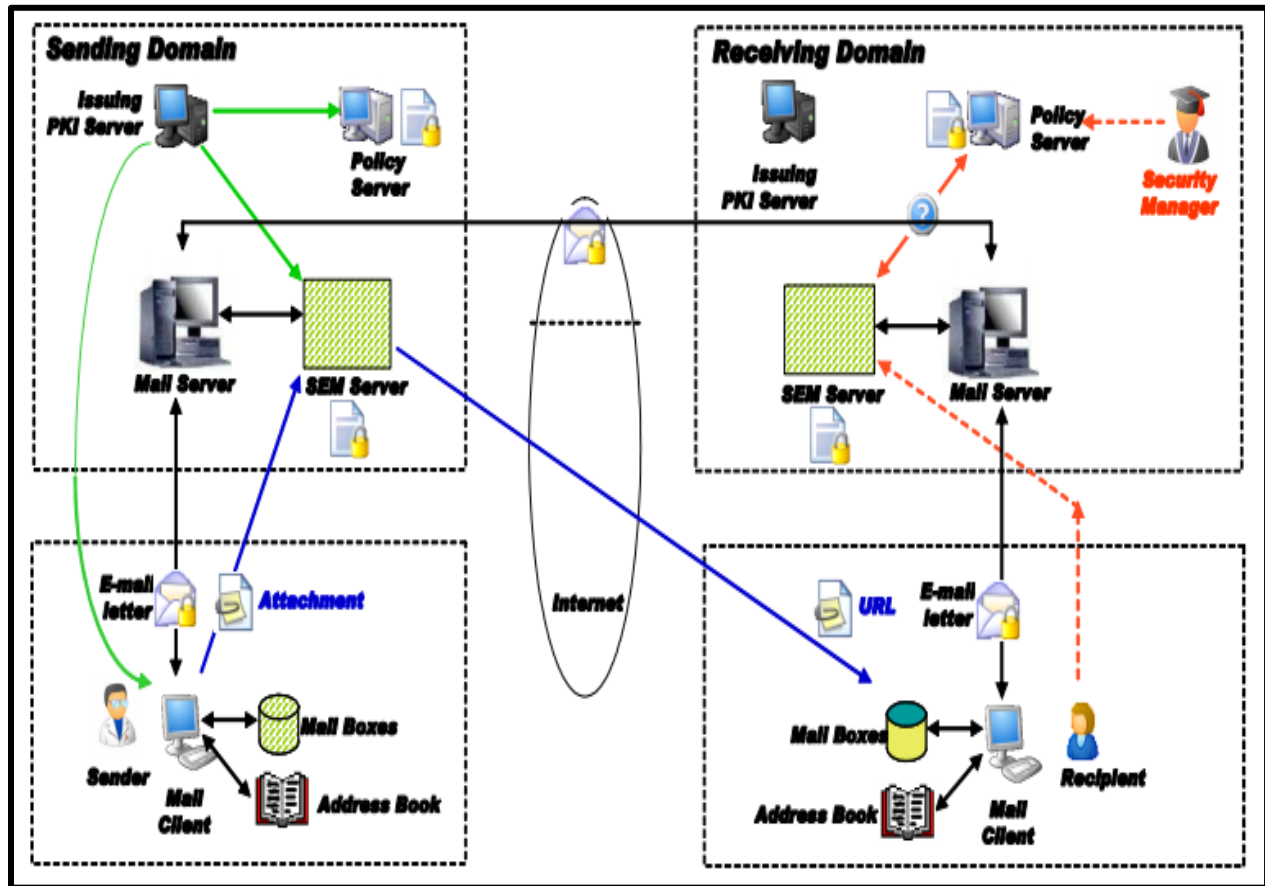 Sending Domain
Issuing
PKI Server
Policy
Server
Mail Server
SEM Server
E-mail
letter
Attachment
Sender
Mail
Client
Mail Boxes
Address Book
Internet
Receiving Domain
Issuing
PKI Server
Policy
Server
Security
Manager
?
SEM Server
Mail Server
URL
E-mail
letter
Mail Boxes
Address Book
Mail
Client
Recipient